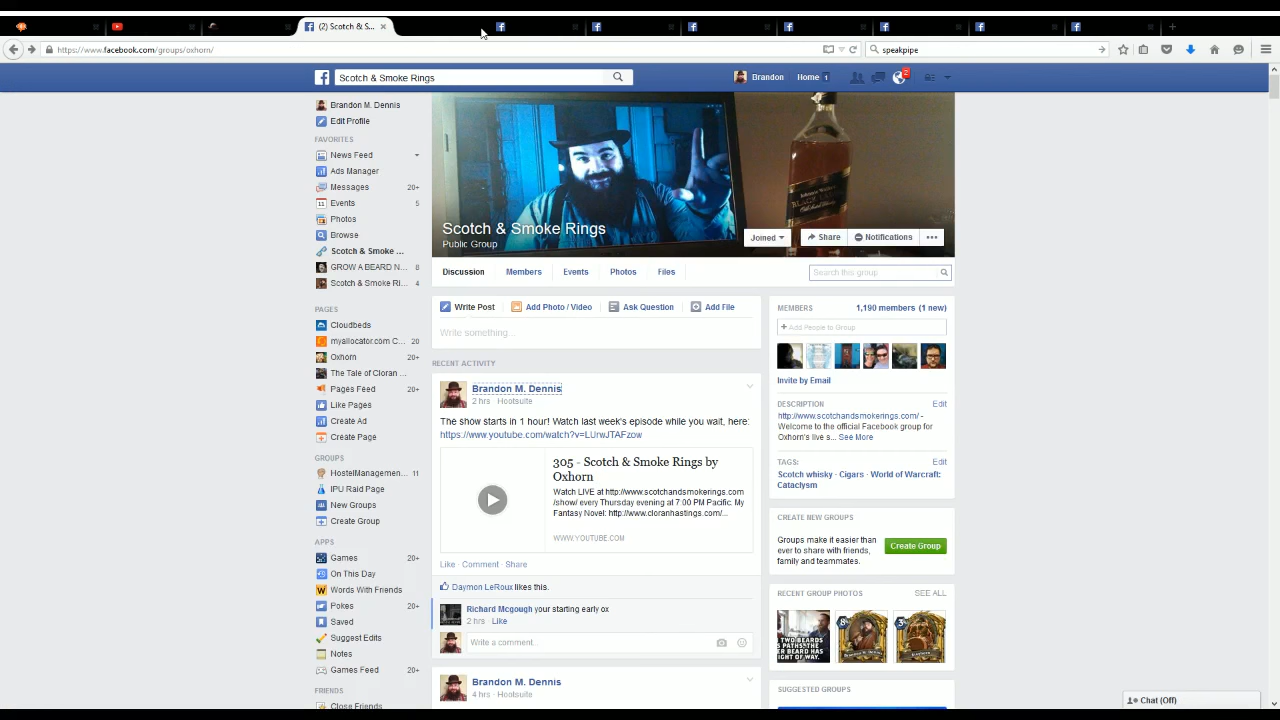 (2) Scotch & S...
https://www.facebook.com/groups/oxhorn/
speakpipe
Scotch & Smoke Rings
Brandon
Home 1
2
Brandon M. Dennis
Edit Profile
FAVORITES
News Feed
Ads Manager
Messages 20+
Events 5
Photos
Browse
Scotch & Smoke ...
GROW A BEARD N... 8
Scotch & Smoke Ri... 4
PAGES
Cloudbeds
myallocator.com C... 20
Oxhorn 20+
The Tale of Cloran ...
Pages Feed 20+
Like Pages
Create Ad
Create Page
GROUPS
HostelManagemen... 11
IPU Raid Page
New Groups
Create Group
APPS
Games 20+
On This Day
Words With Friends
Pokes 20+
Saved
Suggest Edits
Notes
Games Feed 20+
FRIENDS
Close Friends
Scotch & Smoke Rings
Public Group
Joined
Share
Notifications
Discussion
Members
Events
Photos
Files
Search this group
Write Post
Add Photo / Video
Ask Question
Add File
Write something...
RECENT ACTIVITY
Brandon M. Dennis
2 hrs · Hootsuite
The show starts in 1 hour! Watch last week's episode while you wait, here:
https://www.youtube.com/watch?v=LUrwJTAFzow
305 - Scotch & Smoke Rings by
Oxhorn
Watch LIVE at http://www.scotchandsmokerings.com
/show/ every Thursday evening at 7:00 PM Pacific. My
Fantasy Novel: http://www.cloranhastings.com/...
WWW.YOUTUBE.COM
Like · Comment · Share
Daymon LeRoux likes this.
Richard Mcgough your starting early ox
2 hrs · Like
Write a comment...
Brandon M. Dennis
4 hrs · Hootsuite
MEMBERS
1,190 members (1 new)
+ Add People to Group
Invite by Email
DESCRIPTION Edit
http://www.scotchandsmokerings.com/ -
Welcome to the official Facebook group for
Oxhorn's live s... See More
TAGS: Edit
Scotch whisky · Cigars · World of Warcraft:
Cataclysm
CREATE NEW GROUPS
Groups make it easier than
ever to share with friends,
family and teammates.
Create Group
RECENT GROUP PHOTOS SEE ALL
SUGGESTED GROUPS
Chat (Off)